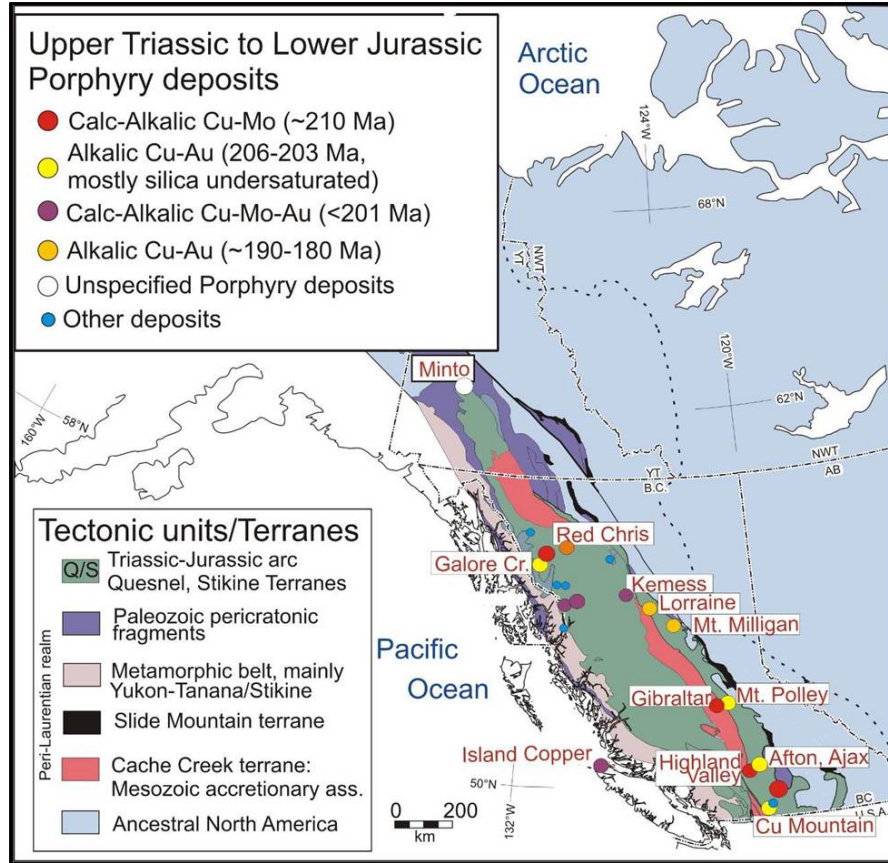 Upper Triassic to Lower Jurassic
Porphyry deposits
Calc-Alkalic Cu-Mo (~210 Ma)
Alkalic Cu-Au (206-203 Ma,
mostly silica undersaturated)
Calc-Alkalic Cu-Mo-Au (<201 Ma)
Alkalic Cu-Au (~190-180 Ma)
Unspecified Porphyry deposits
Other deposits
Arctic
Ocean
124°W
68°N
NWT
YT
120°W
62°N
Minto
160°W
58°N
NWT
AB
YT
B.C.
Tectonic units/Terranes
Peri-Laurentian realm
Q/S
Triassic-Jurassic arc
Quesnel, Stikine Terranes
Paleozoic pericratonic
fragments
Metamorphic belt, mainly
Yukon-Tanana/Stikine
Slide Mountain terrane
Cache Creek terrane:
Mesozoic accretionary ass.
Ancestral North America
Red Chris
Galore Cr.
Kemess
Lorraine
Mt. Milligan
Pacific
Ocean
Gibraltar
Mt. Polley
Island Copper
Highland
Valley
Afton, Ajax
50°N
132°W
0 200
km
BC
U.S.A
Cu Mountain